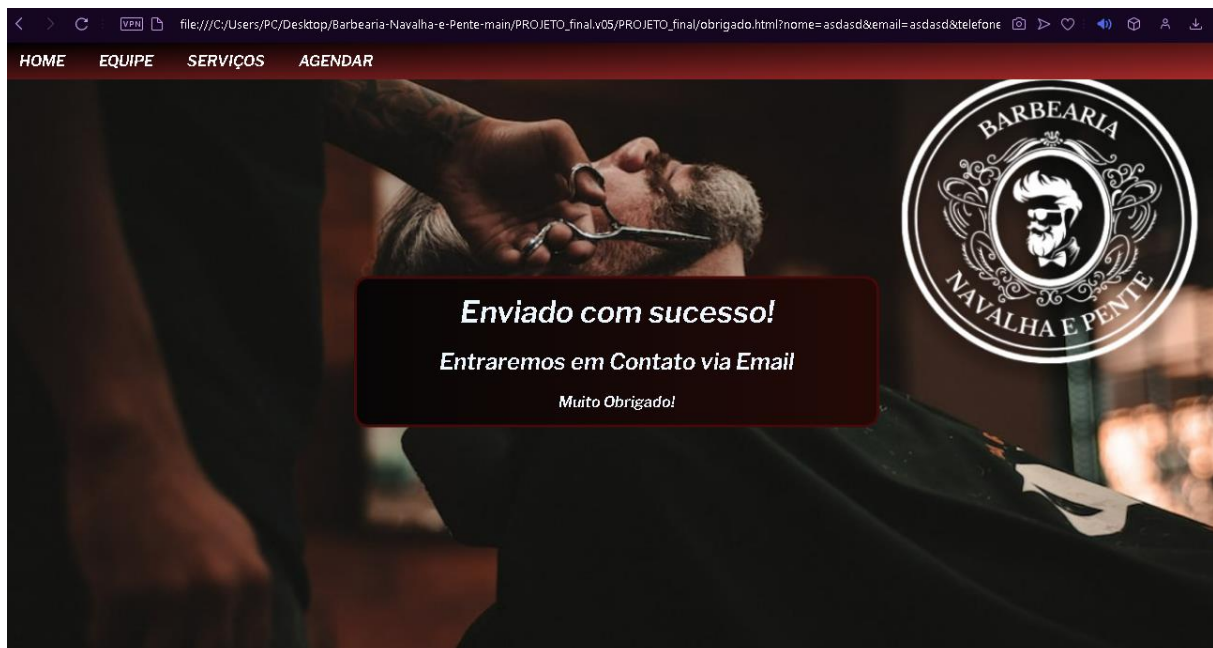 VPN
file:///C:/Users/PC/Desktop/Barbearia-Navalha-e-Pente-main/PROJETO_final.v05/PROJETO_final/obrigado.html?nome=asdasd&email=asdasd&telefone
HOME EQUIPE SERVIÇOS AGENDAR
BARBEARIA
NAVALHA E PENTE
Enviado com sucesso!
Entraremos em Contato via Email
Muito Obrigado!